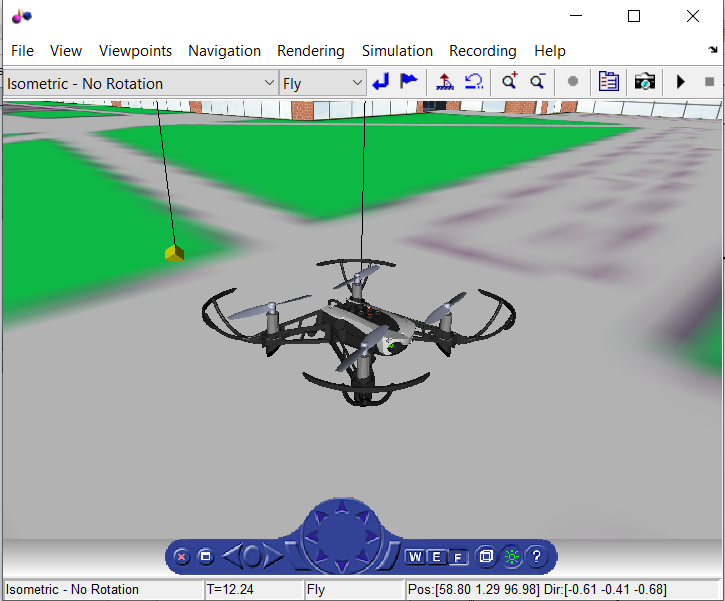 File View Viewpoints Navigation Rendering Simulation Recording Help
Isometric - No Rotation Fly
W E F ?
Isometric - No Rotation T=12.24 Fly Pos:[58.80 1.29 96.98] Dir:[-0.61 -0.41 -0.68]